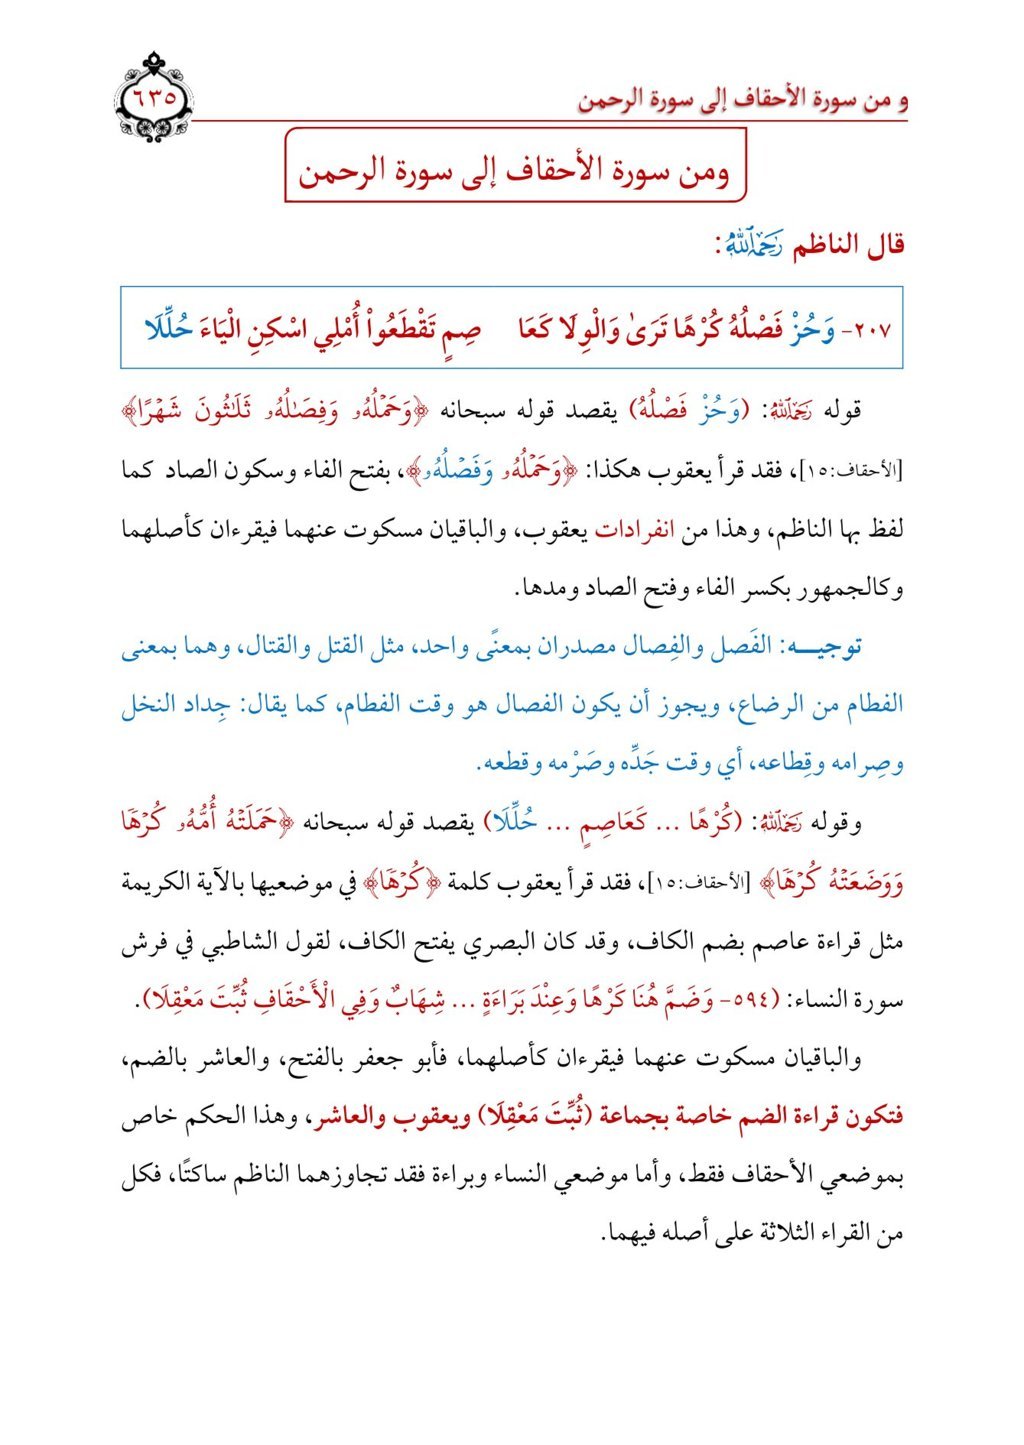 و من سورة الأحقاف إلى سورة الرحمن
٦٣٥
ومن سورة الأحقاف إلى سورة الرحمن
قال الناظم رَحِمَهُ ٱللَّهُ:
٢٠٧- وَحُزْ فَصْلُهُ كُرْهًا تَرَىٰ وَالْوِلَا كَعَا صِمٍ تَقْطَعُواْ أُمْلِي اسْكِنِ الْيَاءَ حُلِّلَا
قوله رَحِمَهُ ٱللَّهُ: (وَحُزْ فَصْلُهُ) يقصد قوله سبحانه ﴿وَحَمْلُهُۥ وَفِصَٰلُهُۥ ثَلَٰثُونَ شَهْرًا﴾
[الأحقاف:١٥]، فقد قرأ يعقوب هكذا: ﴿وَحَمْلُهُۥ وَفَصْلُهُۥ﴾، بفتح الفاء وسكون الصاد كما
لفظ بها الناظم، وهذا من انفرادات يعقوب، والباقيان مسكوت عنهما فيقرءان كأصلهما
وكالجمهور بكسر الفاء وفتح الصاد ومدها.
توجيـــه: الفَصل والفِصال مصدران بمعنًى واحد، مثل القتل والقتال، وهما بمعنى
الفطام من الرضاع، ويجوز أن يكون الفصال هو وقت الفطام، كما يقال: جِداد النخل
وصِرامه وقِطاعه، أي وقت جَدِّه وصَرْمه وقطعه.
وقوله رَحِمَهُ ٱللَّهُ: (كُرْهًا ... كَعَاصِمٍ ... حُلِّلَا) يقصد قوله سبحانه ﴿حَمَلَتْهُ أُمُّهُۥ كُرْهًا
وَوَضَعَتْهُ كُرْهًا﴾ [الأحقاف:١٥]، فقد قرأ يعقوب كلمة ﴿كُرْهًا﴾ في موضعيها بالآية الكريمة
مثل قراءة عاصم بضم الكاف، وقد كان البصري يفتح الكاف، لقول الشاطبي في فرش
سورة النساء: (٥٩٤- وَضَمَّ هُنَا كَرْهًا وَعِنْدَ بَرَاءَةٍ ... شِهَابٌ وَفِي الْأَحْقَافِ ثُبِّتَ مَعْقِلَا).
والباقيان مسكوت عنهما فيقرءان كأصلهما، فأبو جعفر بالفتح، والعاشر بالضم،
فتكون قراءة الضم خاصة بجماعة (ثُبِّتَ مَعْقِلَا) ويعقوب والعاشر، وهذا الحكم خاص
بموضعي الأحقاف فقط، وأما موضعي النساء وبراءة فقد تجاوزهما الناظم ساكتًا، فكل
من القراء الثلاثة على أصله فيهما.